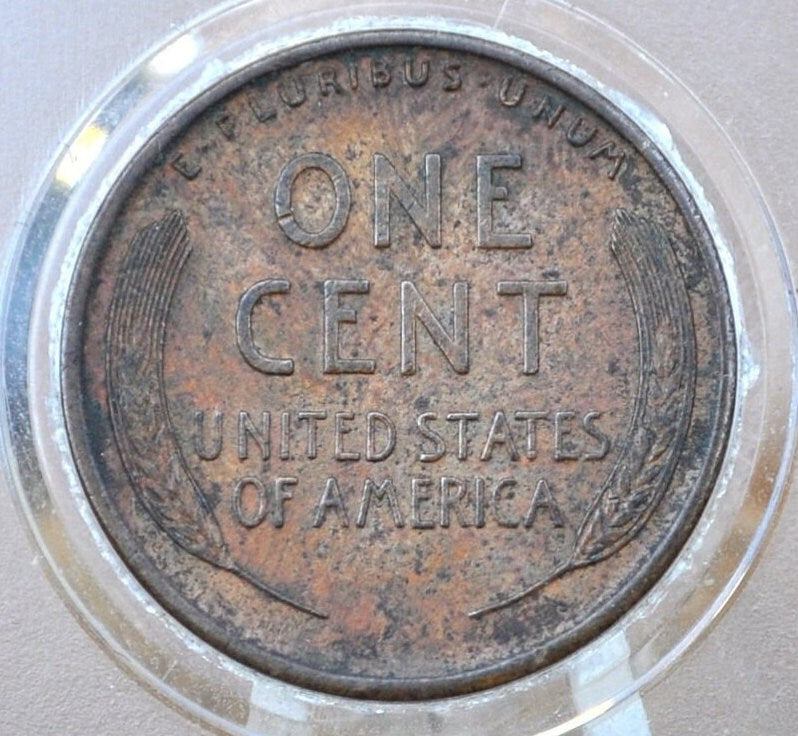 E·PLURIBUS·UNUM
ONE
CENT
UNITED STATES
OF AMERICA